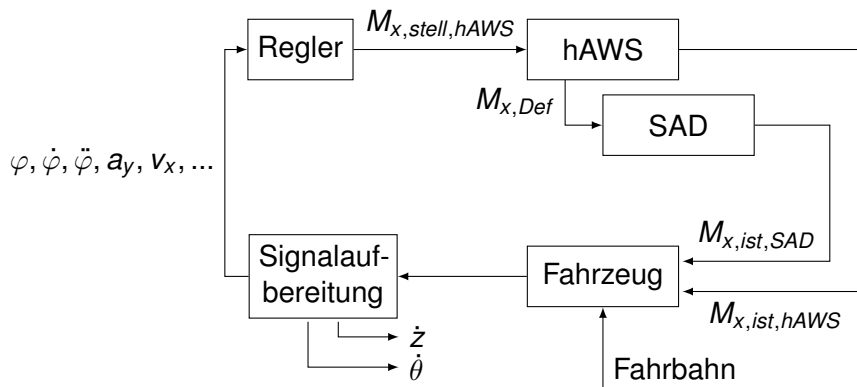 M_{x,stell,hAWS}
Regler
hAWS
M_{x,Def}
SAD
φ, φ̇, φ̈, a_y, v_x, ...
M_{x,ist,SAD}
Signalauf-
bereitung
Fahrzeug
M_{x,ist,hAWS}
ż
θ̇
Fahrbahn